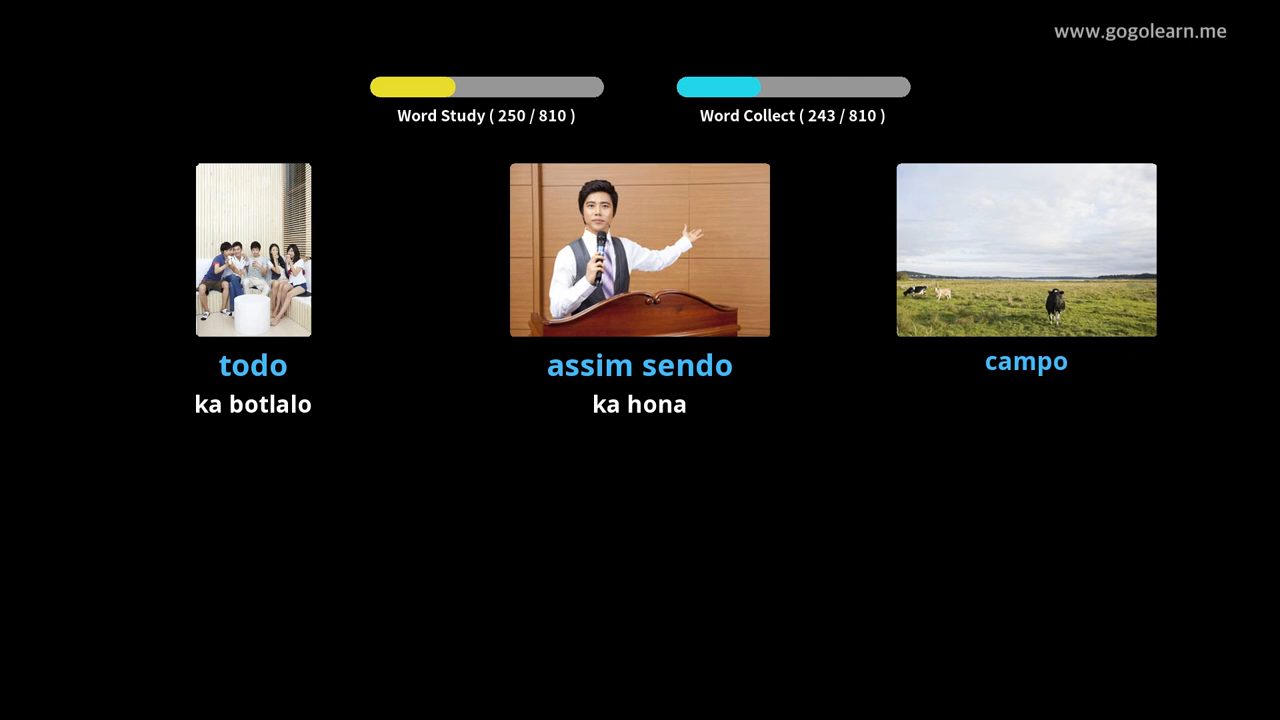 www.gogolearn.me
Word Study ( 250 / 810 )
Word Collect ( 243 / 810 )
todo
ka botlalo
assim sendo
ka hona
campo